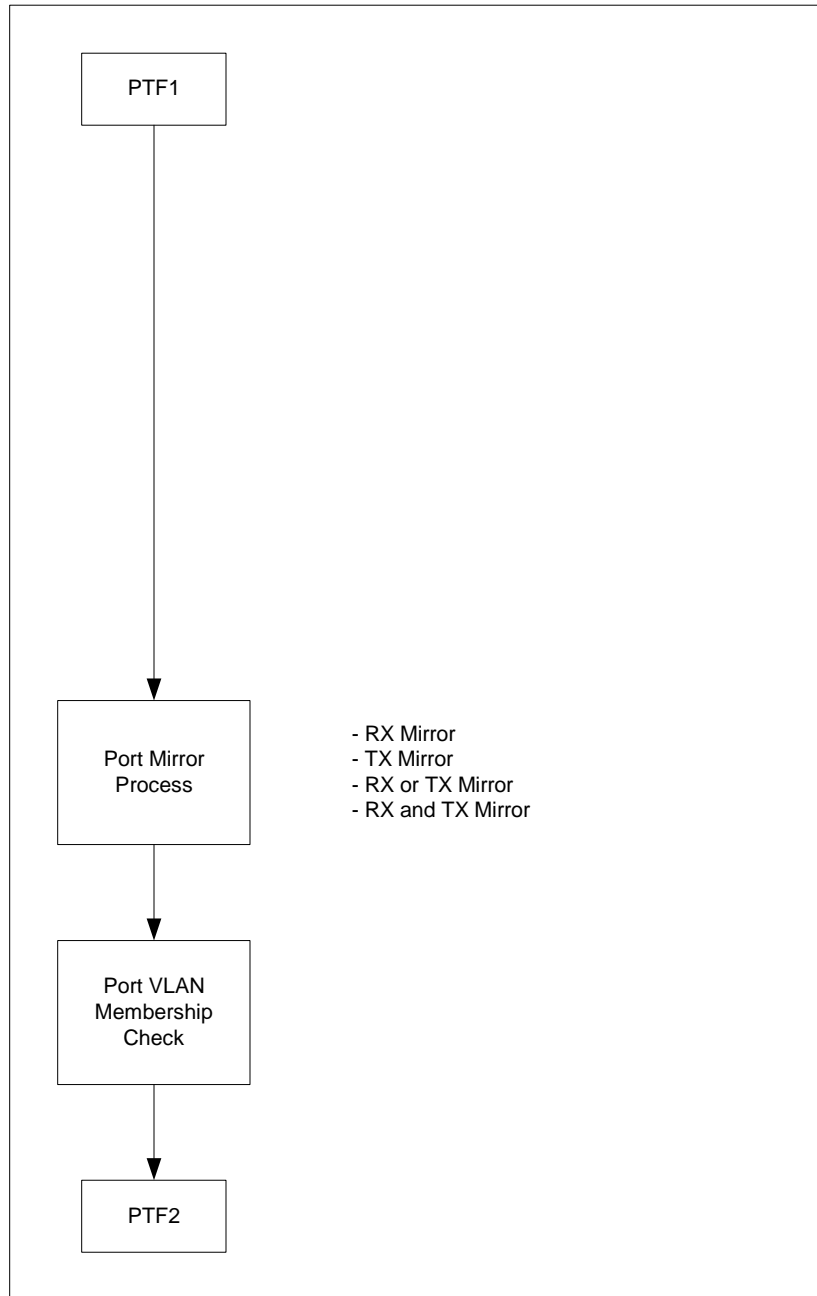 PTF1
Port Mirror
Process
- RX Mirror
- TX Mirror
- RX or TX Mirror
- RX and TX Mirror
Port VLAN
Membership
Check
PTF2